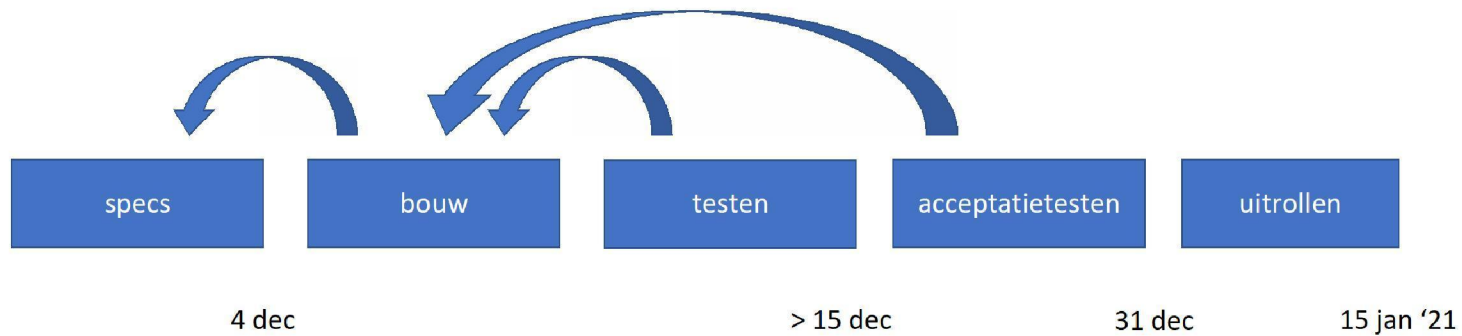 specs bouw testen acceptatietesten uitrollen
4 dec > 15 dec 31 dec 15 jan ‘21